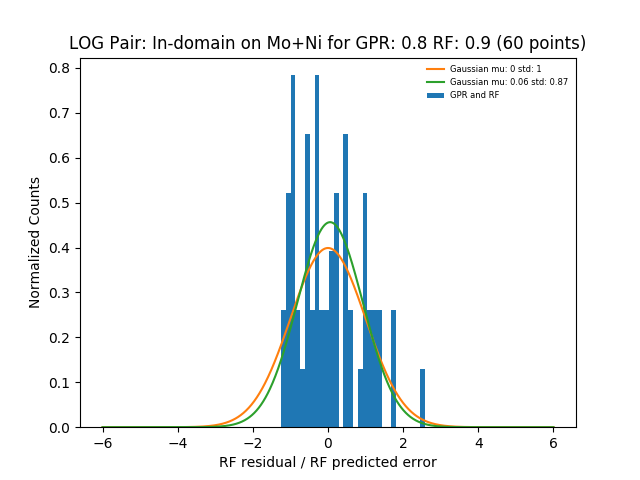 LOG Pair: In-domain on Mo+Ni for GPR: 0.8 RF: 0.9 (60 points)
Gaussian mu: 0 std: 1
Gaussian mu: 0.06 std: 0.87
GPR and RF
Normalized Counts
0.8
0.7
0.6
0.5
0.4
0.3
0.2
0.1
0.0
−6
−4
−2
0
2
4
6
RF residual / RF predicted error